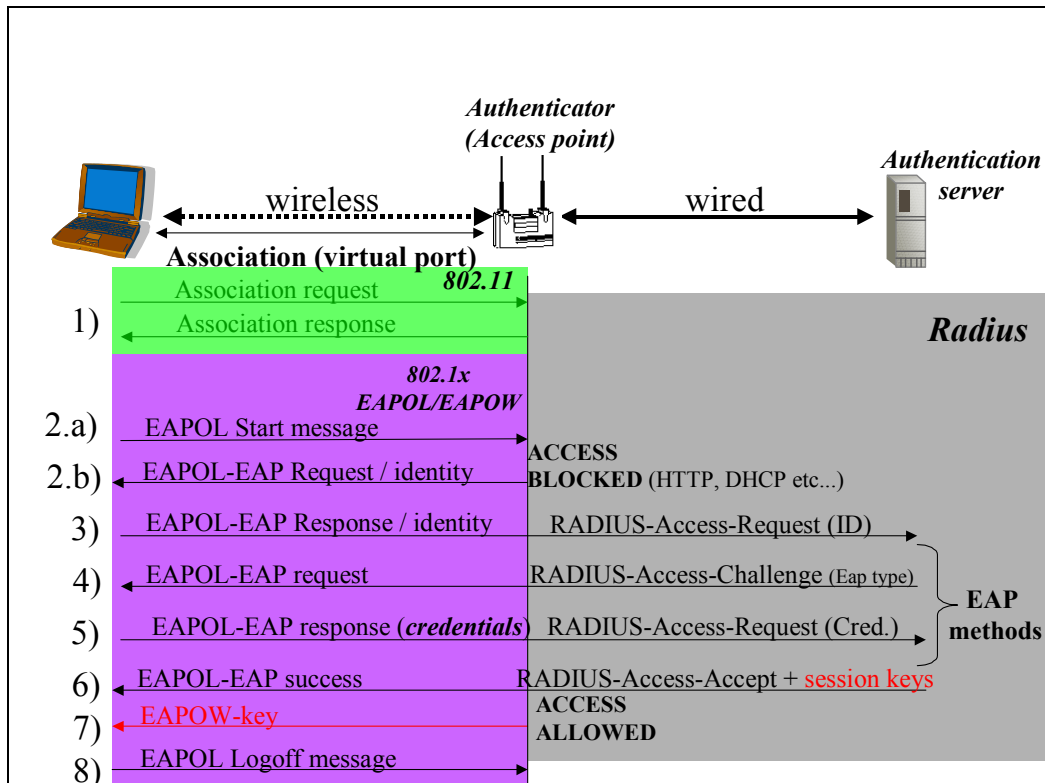 Authenticator
(Access point)
Authentication
server
wireless
wired
Association (virtual port)
802.11
Association request
1)
Association response
Radius
802.1x
EAPOL/EAPOW
2.a)
EAPOL Start message
ACCESS
2.b)
EAPOL-EAP Request / identity
BLOCKED (HTTP, DHCP etc...)
3)
EAPOL-EAP Response / identity
RADIUS-Access-Request (ID)
4)
EAPOL-EAP request
RADIUS-Access-Challenge (Eap type)
EAP
methods
5)
EAPOL-EAP response (credentials)
RADIUS-Access-Request (Cred.)
6)
EAPOL-EAP success
RADIUS-Access-Accept + session keys
7)
EAPOW-key
ACCESS
ALLOWED
8)
EAPOL Logoff message